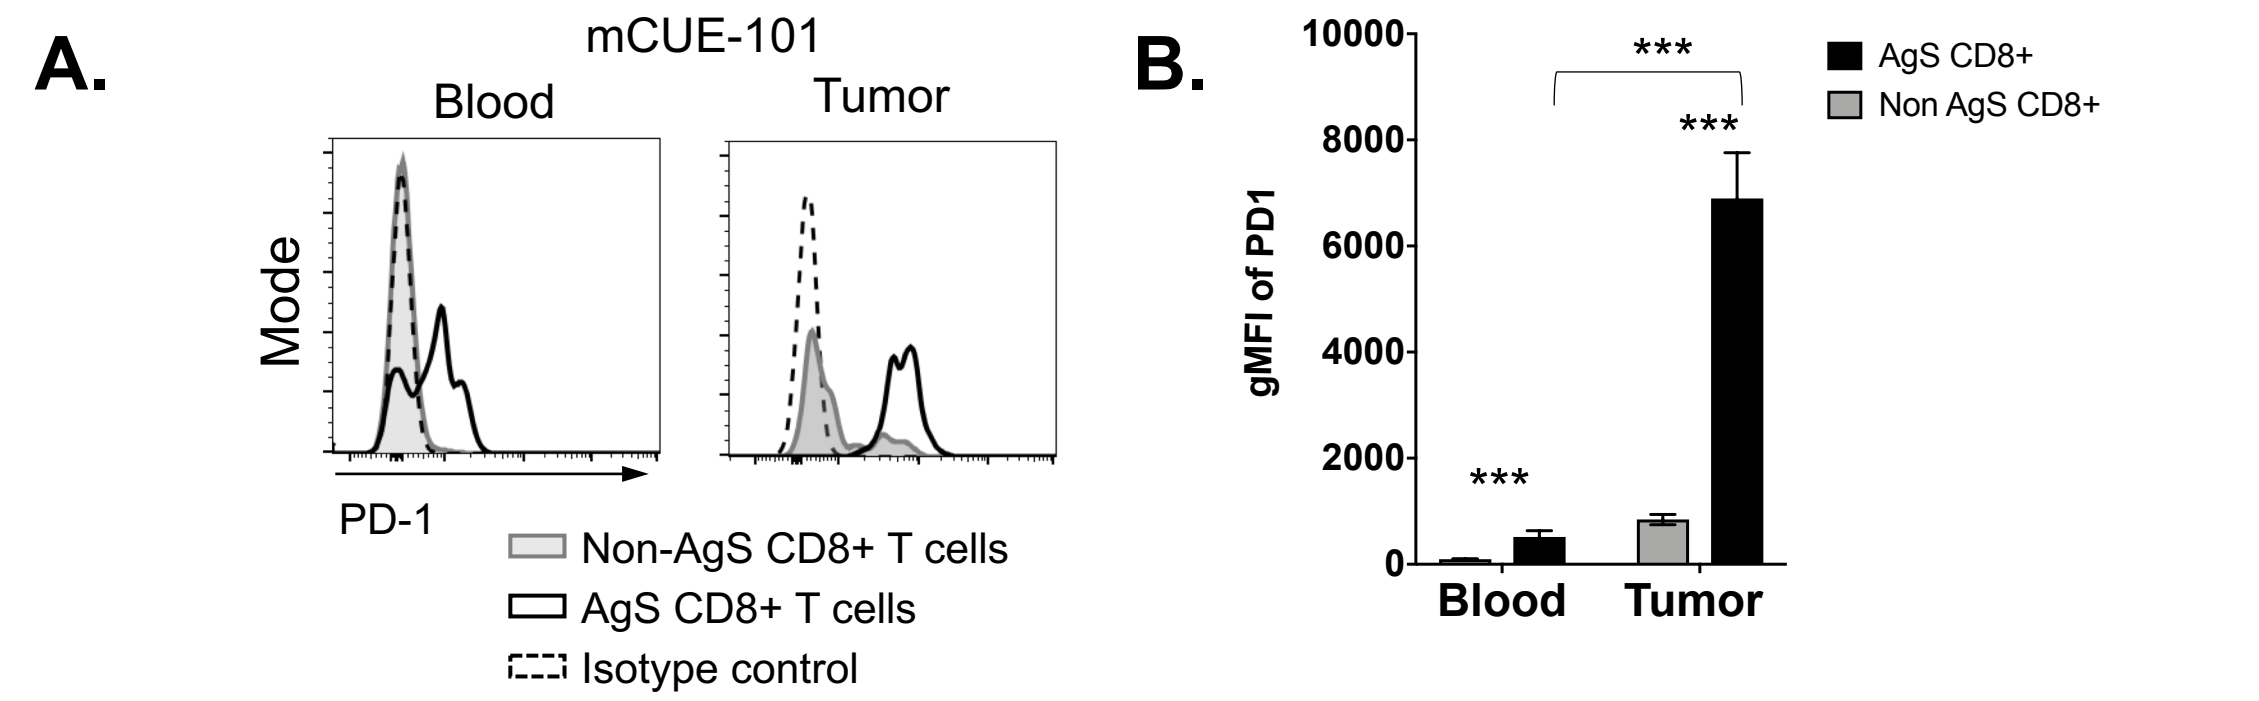 A.
mCUE-101
Blood
Tumor
Mode
PD-1
Non-AgS CD8+ T cells
AgS CD8+ T cells
Isotype control
B.
10000
8000
6000
4000
2000
0
gMFI of PD1
***
***
***
Blood
Tumor
AgS CD8+
Non AgS CD8+